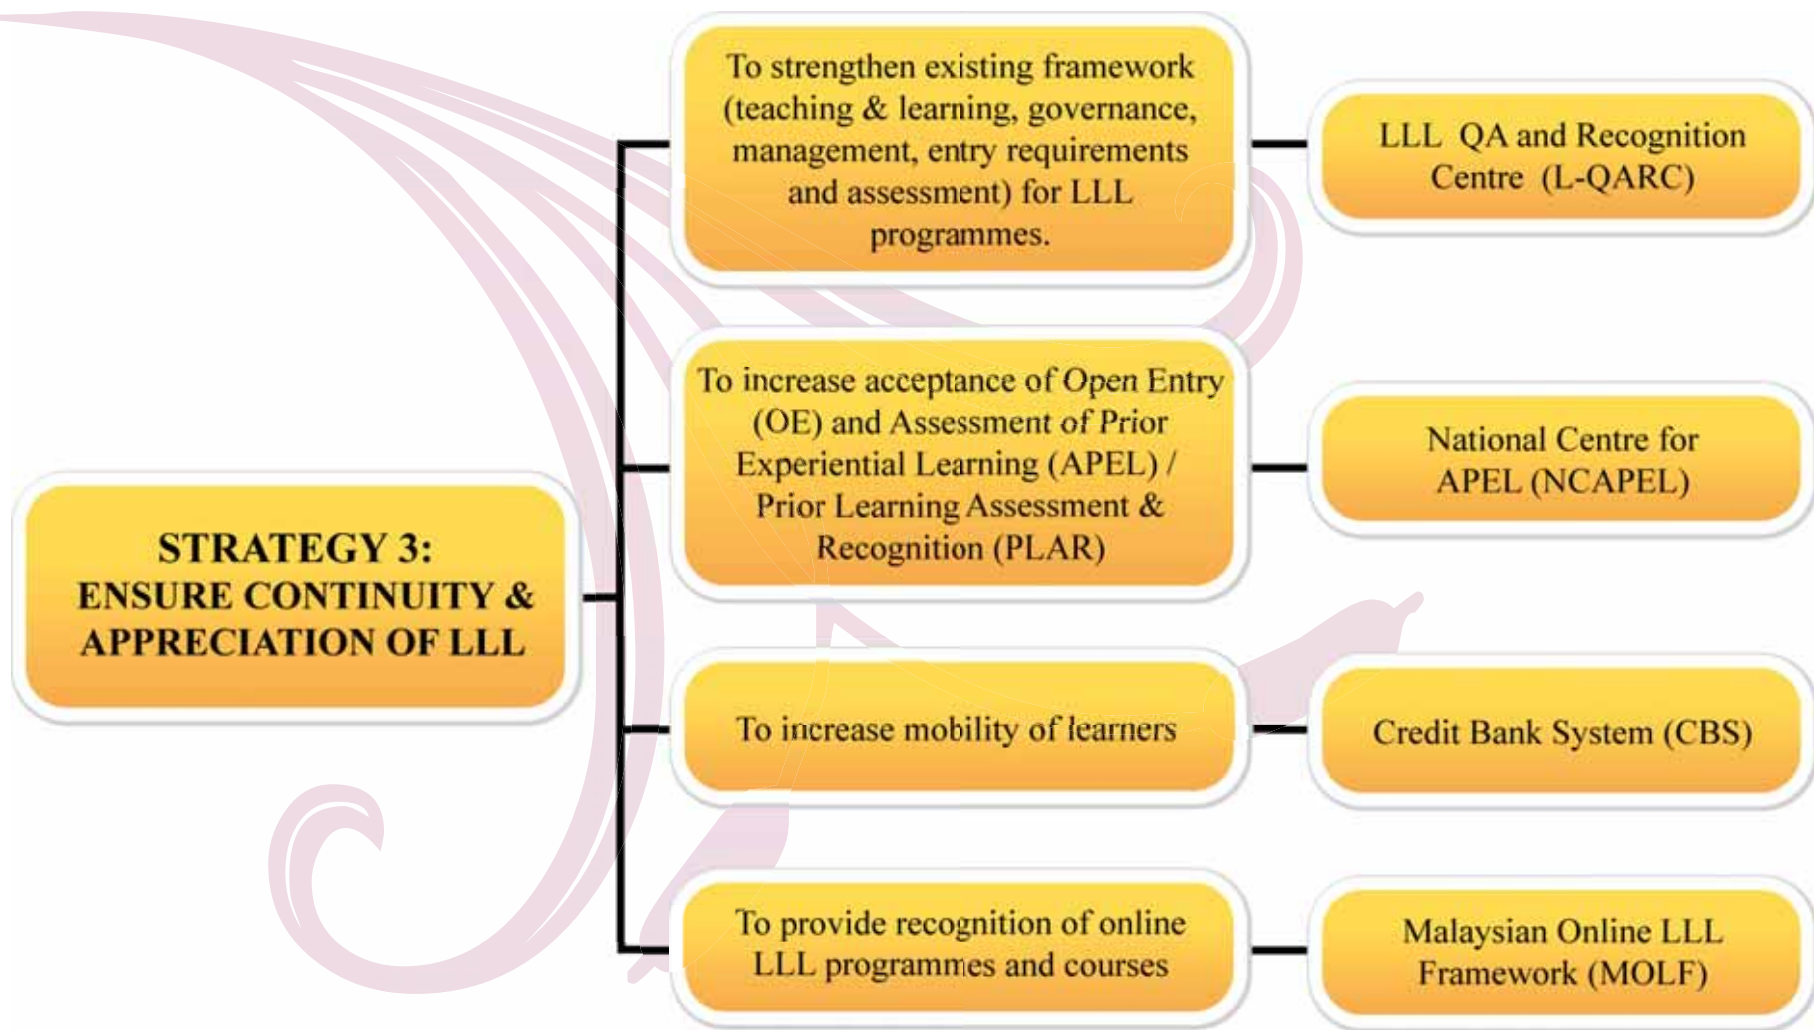 To strengthen existing framework
(teaching & learning, governance,
management, entry requirements
and assessment) for LLL
programmes.
LLL QA and Recognition
Centre (L-QARC)
To increase acceptance of Open Entry
(OE) and Assessment of Prior
Experiential Learning (APEL) /
Prior Learning Assessment &
Recognition (PLAR)
National Centre for
APEL (NCAPEL)
STRATEGY 3:
ENSURE CONTINUITY &
APPRECIATION OF LLL
To increase mobility of learners
Credit Bank System (CBS)
To provide recognition of online
LLL programmes and courses
Malaysian Online LLL
Framework (MOLF)